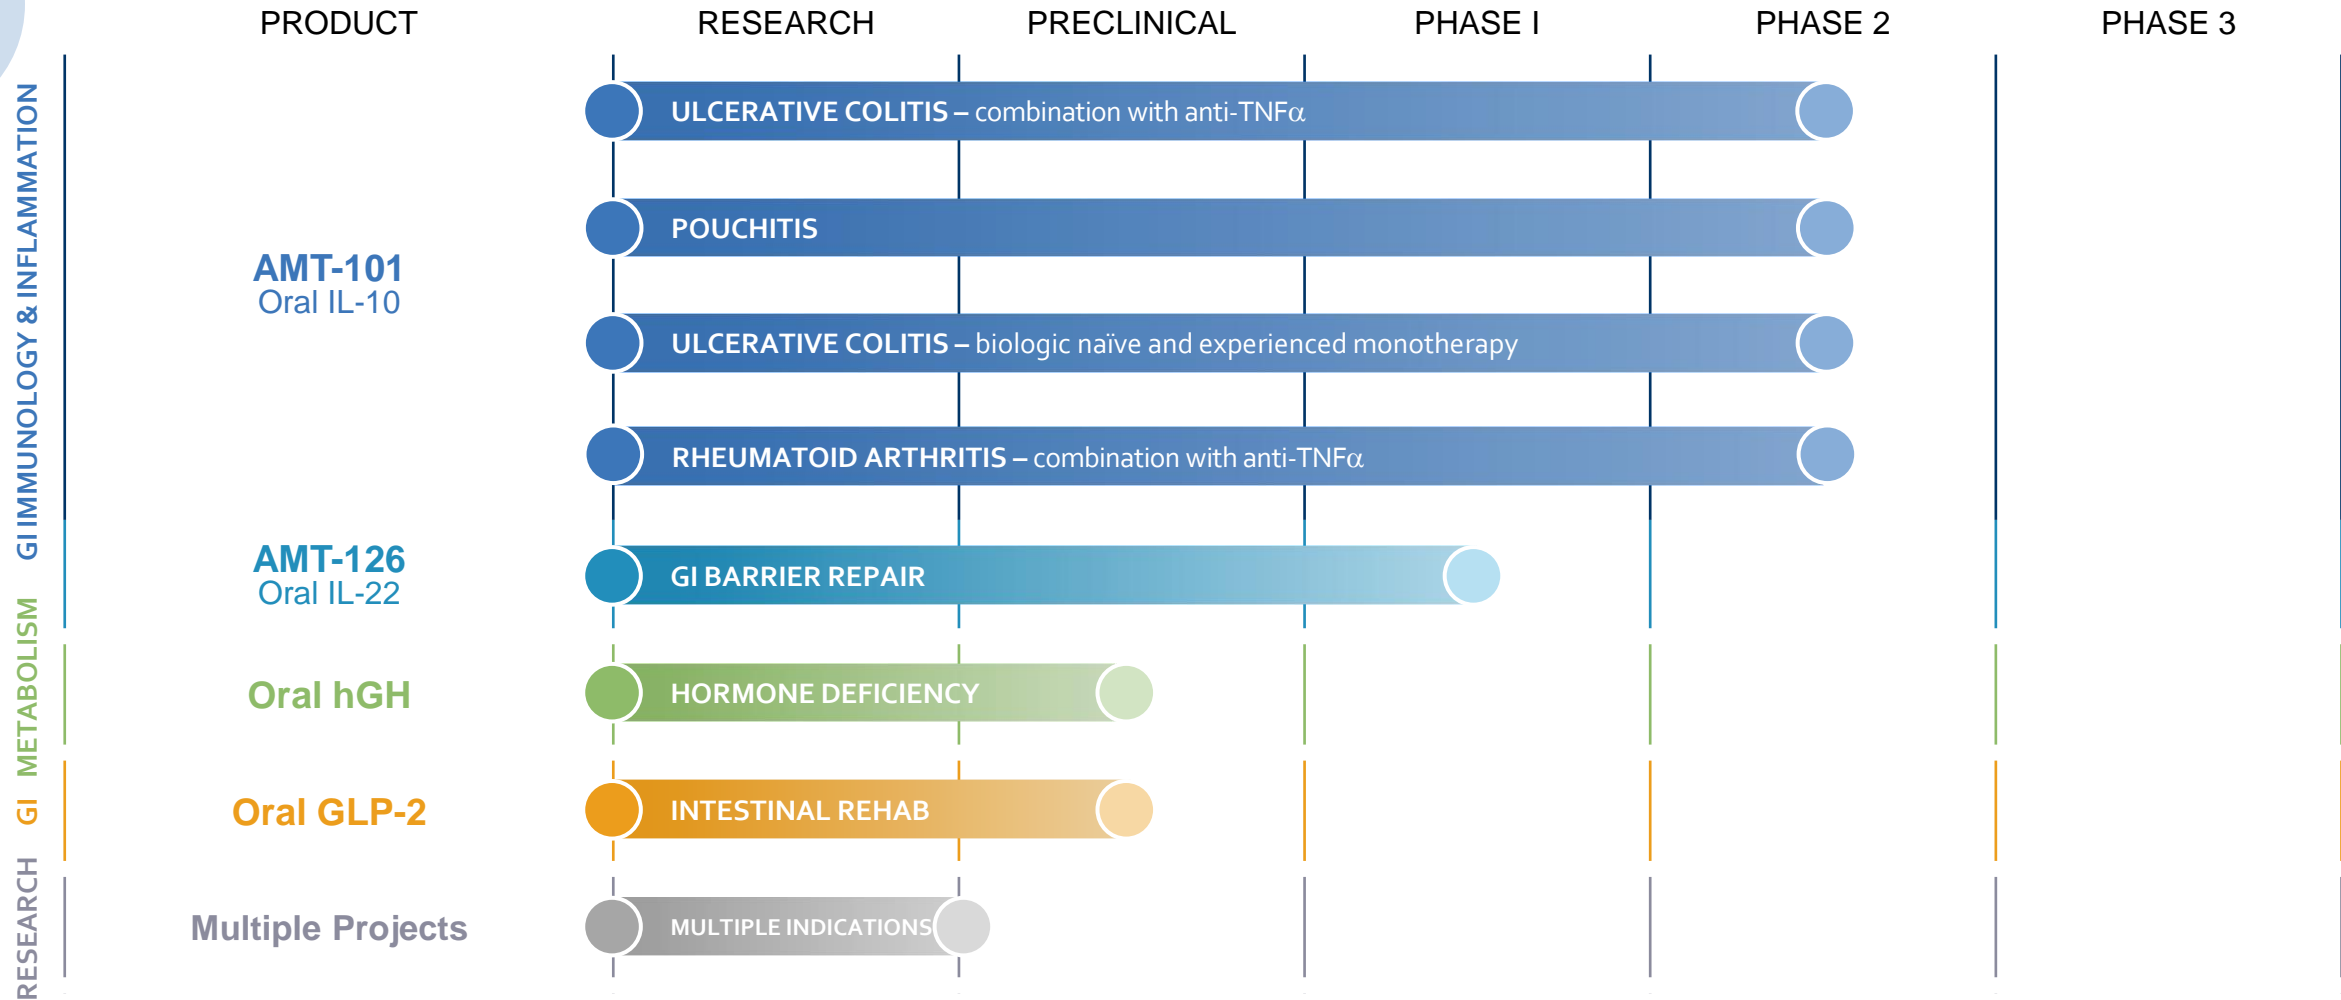 PRODUCT RESEARCH PRECLINICAL PHASE I PHASE 2 PHASE 3
GI IMMUNOLOGY & INFLAMMATION
AMT-101
Oral IL-10
ULCERATIVE COLITIS – combination with anti-TNFα
POUCHITIS
ULCERATIVE COLITIS – biologic naïve and experienced monotherapy
RHEUMATOID ARTHRITIS – combination with anti-TNFα
AMT-126
Oral IL-22
GI BARRIER REPAIR
METABOLISM
Oral hGH
HORMONE DEFICIENCY
GI
Oral GLP-2
INTESTINAL REHAB
RESEARCH
Multiple Projects
MULTIPLE INDICATIONS